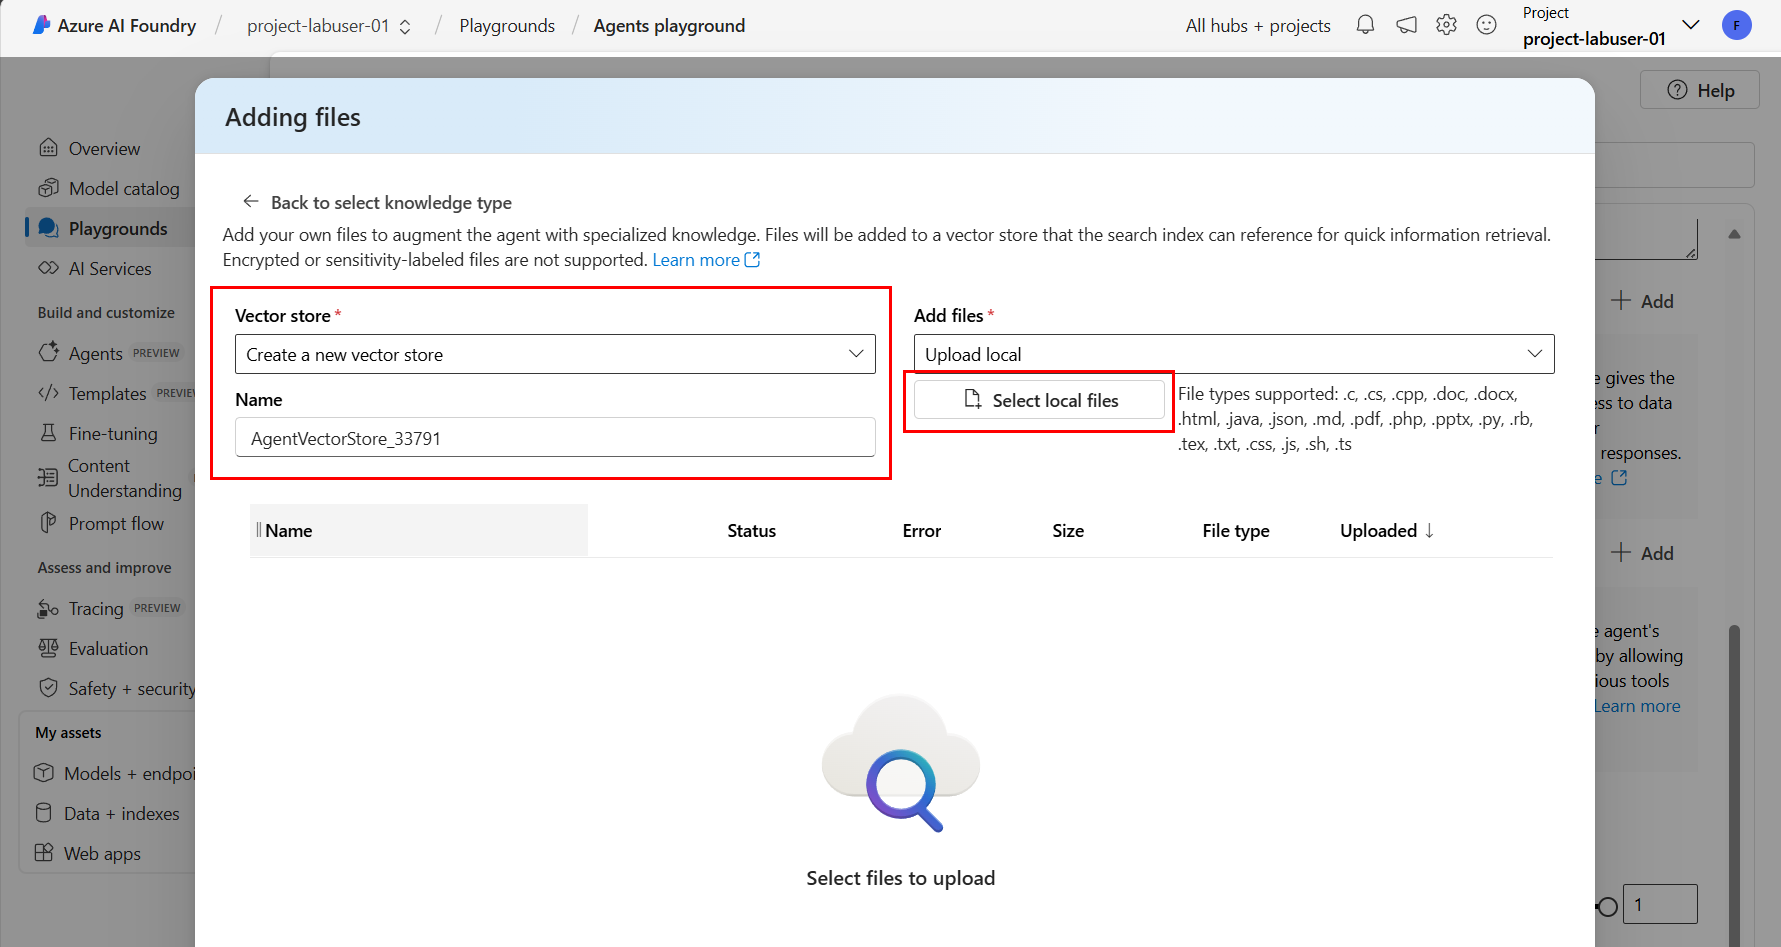 Azure AI Foundry / project-labuser-01 / Playgrounds / Agents playground
All hubs + projects
Project
project-labuser-01
F
Help
Overview
Model catalog
Playgrounds
AI Services
Build and customize
Agents PREVIEW
Templates PREVIEW
Fine-tuning
Content
Understanding
Prompt flow
Assess and improve
Tracing PREVIEW
Evaluation
Safety + security
My assets
Models + endpoi
Data + indexes
Web apps
Adding files
Back to select knowledge type
Add your own files to augment the agent with specialized knowledge. Files will be added to a vector store that the search index can reference for quick information retrieval.
Encrypted or sensitivity-labeled files are not supported. Learn more
Vector store *
Create a new vector store
Name
AgentVectorStore_33791
Add files *
Upload local
Select local files
File types supported: .c, .cs, .cpp, .doc, .docx,
.html, .java, .json, .md, .pdf, .php, .pptx, .py, .rb,
.tex, .txt, .css, .js, .sh, .ts
Name Status Error Size File type Uploaded ↓
Select files to upload
+ Add
e gives the
ess to data
r
responses.
e
+ Add
e agent's
by allowing
ious tools
Learn more
1